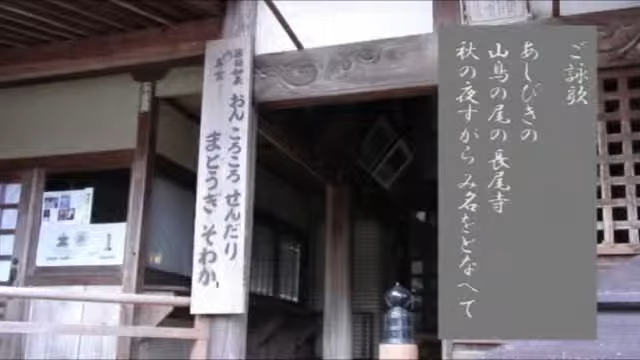 ご詠歌
あしびきの
山鳥の尾の長尾寺
秋の夜すがらみ名をとなへて
おん ころころ せんだり
まとうぎ そわか